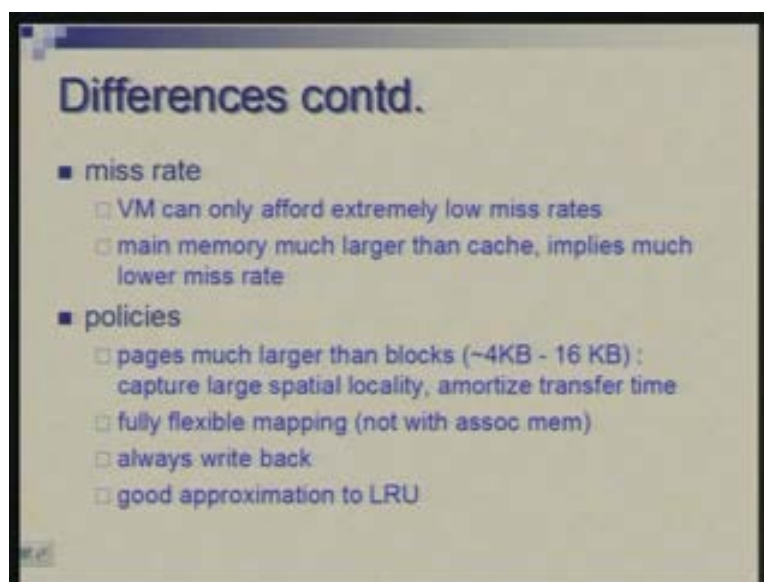 Differences contd.
miss rate
VM can only afford extremely low miss rates
main memory much larger than cache, implies much
lower miss rate
policies
pages much larger than blocks (~4KB - 16 KB) :
capture large spatial locality, amortize transfer time
fully flexible mapping (not with assoc mem)
always write back
good approximation to LRU